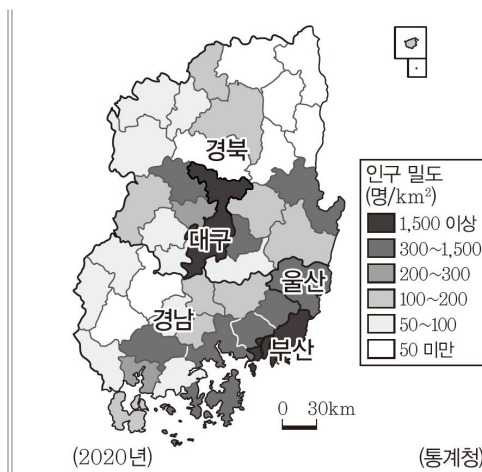 경북
대구
울산
경남
부산
인구 밀도
(명/km²)
1,500 이상
300~1,500
200~300
100~200
50~100
50 미만
0 30km
(2020년)
(통계청)